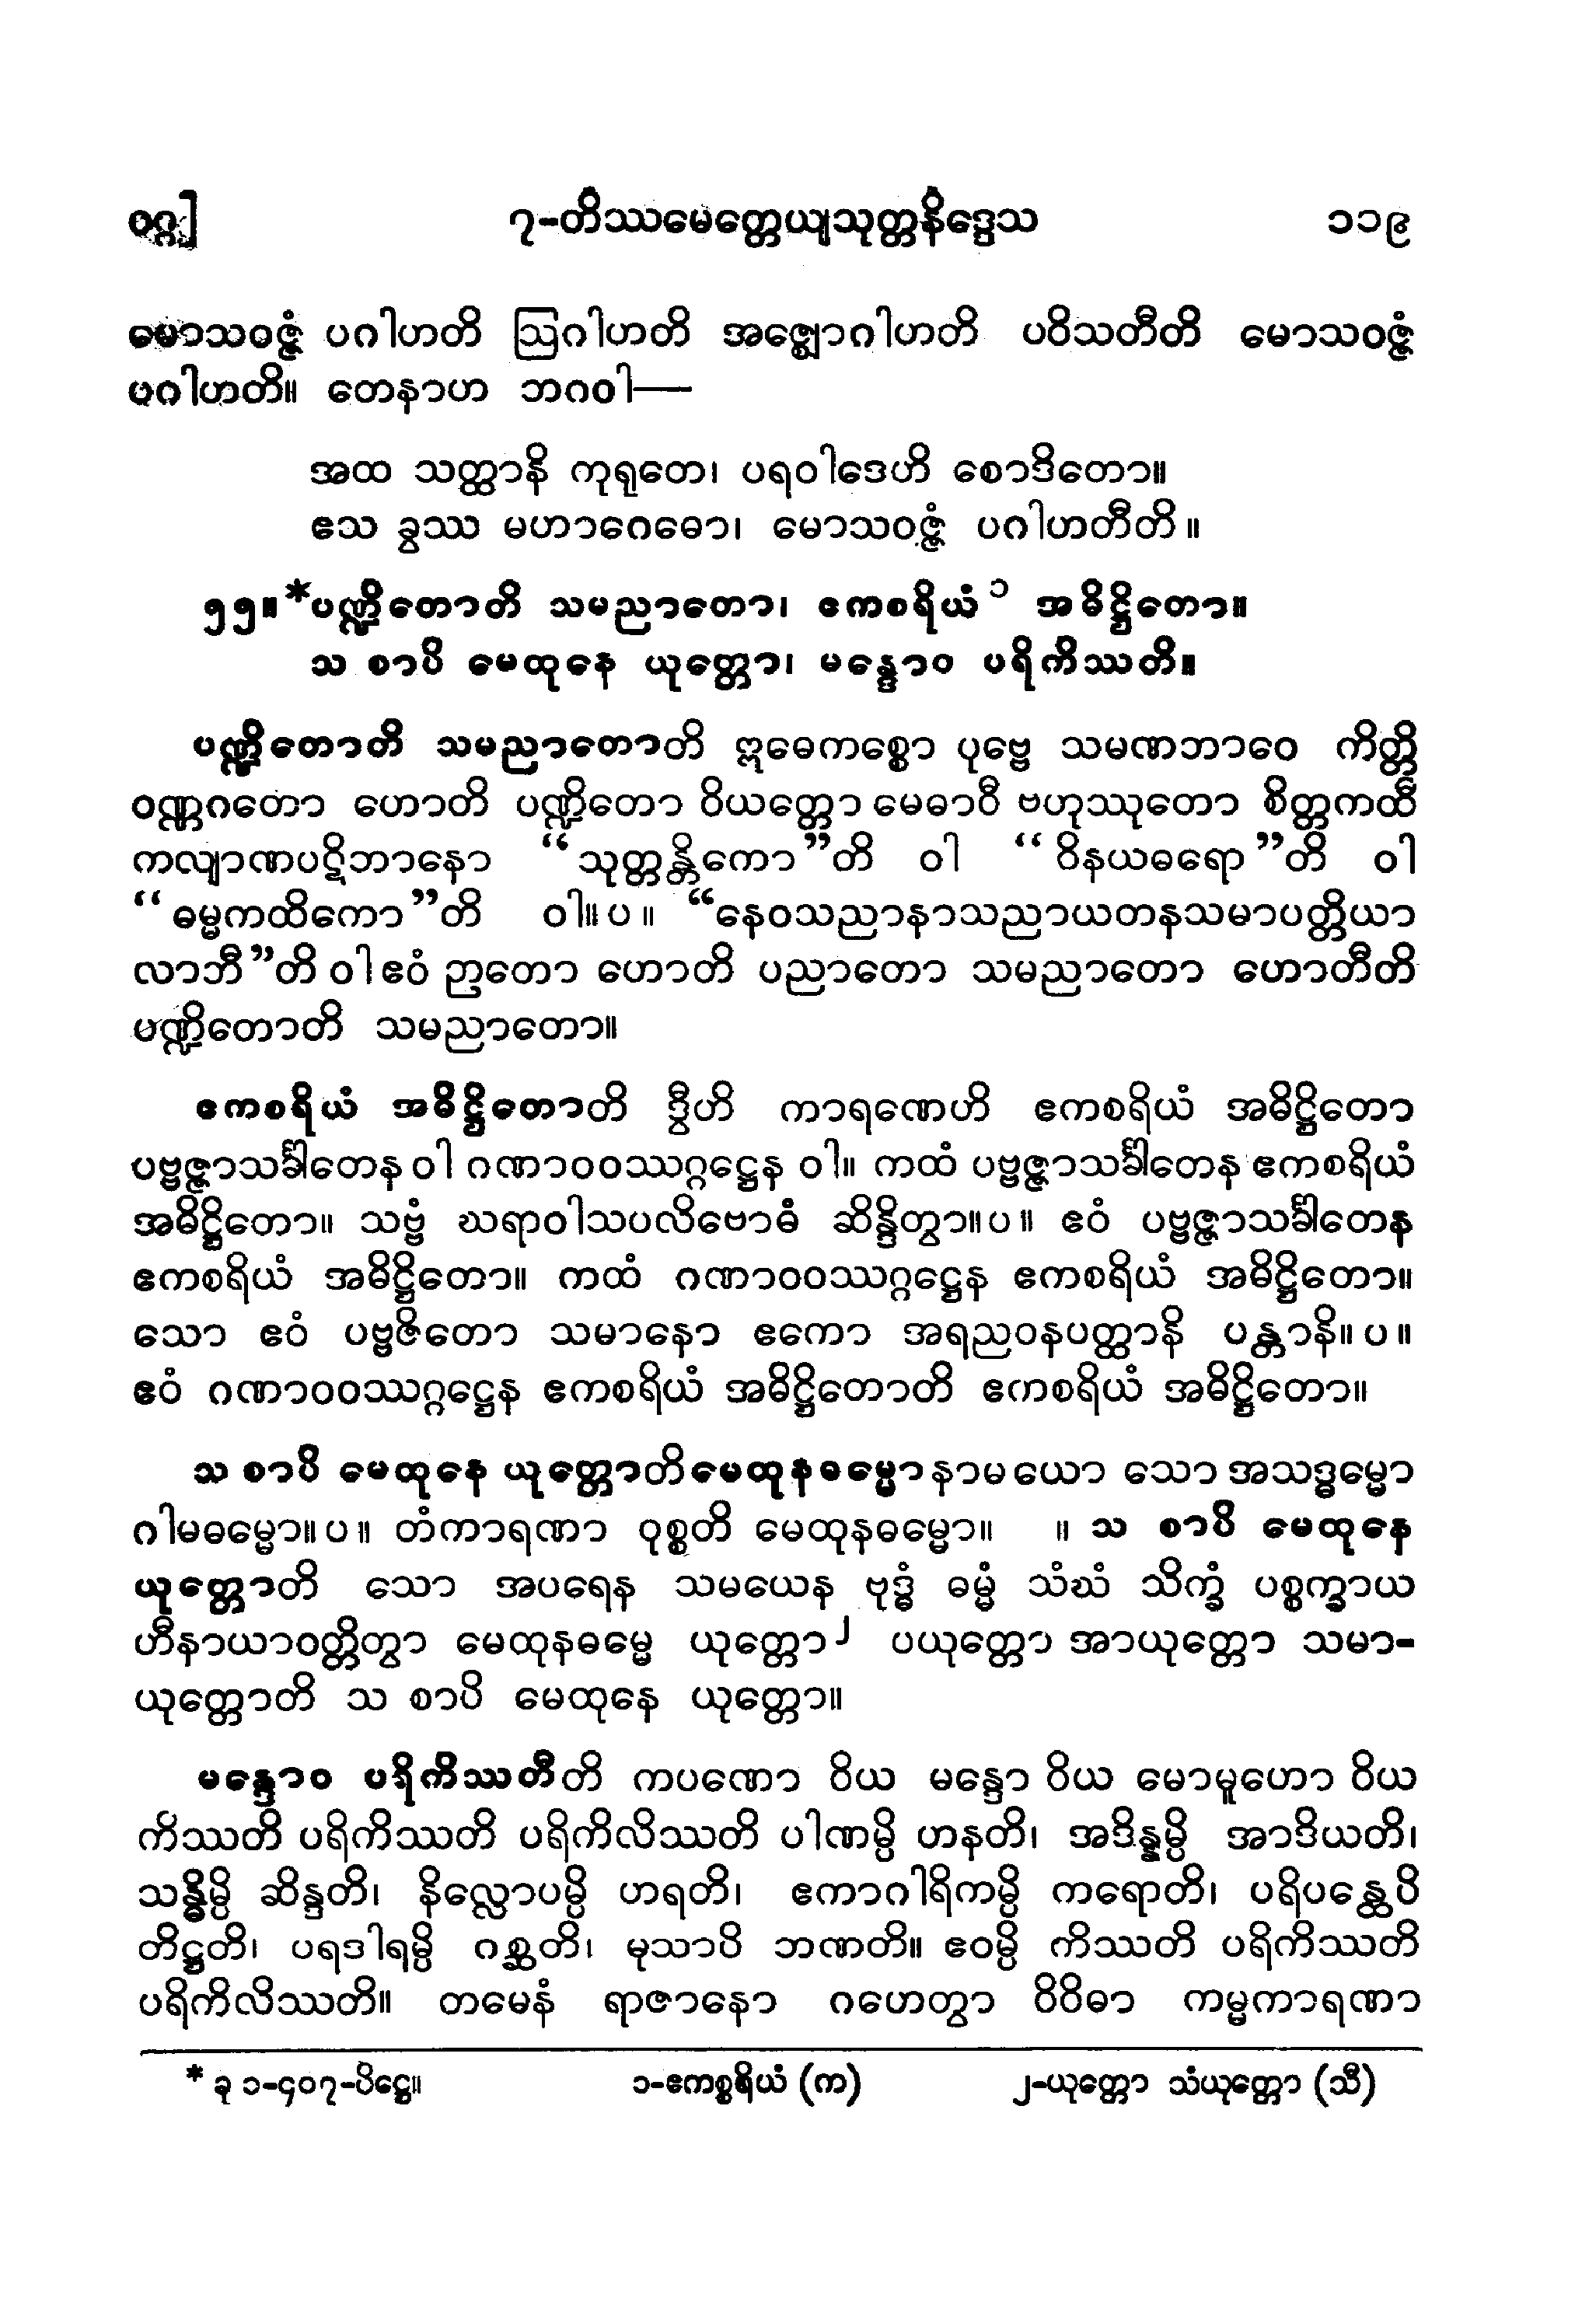 ဝဂ္ဂ] ၇-တိဿမေတ္တေယျသုတ္တနိဒ္ဒေသ ၁၁၉
မောသဝဇ္ဇံ ပဂါဟတိ ဩဂါဟတိ အဇ္ဈောဂါဟတိ ပဝိသတီတိ မောသဝဇ္ဇံ
ပဂါဟတိ။ တေနာဟ ဘဂဝါ—
အထ သတ္ထာနိ ကုရုတေ၊ ပရဝါဒေဟိ စောဒိတော။
ဧသ ခွဿ မဟာဂေဓော၊ မောသဝဇ္ဇံ ပဂါဟတီတိ။
၅၅။*ပဏ္ဍိတောတိ သမညာတော၊ ဧကစရိယံ ၁ အဓိဋ္ဌိတော။
သ စာပိ မေထုနေ ယုတ္တော၊ မန္ဒောဝ ပရိကိဿတိ။
ပဏ္ဍိတောတိ သမညာတောတိ ဣဓေကစ္စော ပုဗ္ဗေ သမဏဘာဝေ ကိတ္တိ
ဝဏ္ဏဂတော ဟောတိ ပဏ္ဍိတော ဝိယတ္တော မေဓာဝီ ဗဟုဿုတော စိတ္တကထီ
ကလျာဏပဋိဘာနော “သုတ္တန္တိကော”တိ ဝါ “ဝိနယဓရော”တိ ဝါ
“ဓမ္မကထိကော”တိ ဝါ။ပ။ “နေဝသညာနာသညာယတနသမာပတ္တိယာ
လာဘီ”တိ ဝါ ဧဝံ ဉာတော ဟောတိ ပညာတော သမညာတော ဟောတီတိ
ပဏ္ဍိတောတိ သမညာတော။
ဧကစရိယံ အဓိဋ္ဌိတောတိ ဒွီဟိ ကာရဏေဟိ ဧကစရိယံ အဓိဋ္ဌိတော
ပဗ္ဗဇ္ဇာသင်္ခါတေန ဝါ ဂဏာဝဝဿဂ္ဂဋ္ဌေန ဝါ။ ကထံ ပဗ္ဗဇ္ဇာသင်္ခါတေန ဧကစရိယံ
အဓိဋ္ဌိတော။ သဗ္ဗံ ဃရာဝါသပလိဗောဓံ ဆိန္ဒိတွာ။ပ။ ဧဝံ ပဗ္ဗဇ္ဇာသင်္ခါတေန
ဧကစရိယံ အဓိဋ္ဌိတော။ ကထံ ဂဏာဝဝဿဂ္ဂဋ္ဌေန ဧကစရိယံ အဓိဋ္ဌိတော။
သော ဧဝံ ပဗ္ဗဇိတော သမာနော ဧကော အရညဝနပတ္ထာနိ ပန္တာနိ။ပ။
ဧဝံ ဂဏာဝဝဿဂ္ဂဋ္ဌေန ဧကစရိယံ အဓိဋ္ဌိတောတိ ဧကစရိယံ အဓိဋ္ဌိတော။
သ စာပိ မေထုနေ ယုတ္တောတိ မေထုနဓမ္မော နာမ ယော သော အသဒ္ဓမ္မော
ဂါမဓမ္မော။ပ။ တံကာရဏာ ဝုစ္စတိ မေထုနဓမ္မော။ ။ သ စာပိ မေထုနေ
ယုတ္တောတိ သော အပရေန သမယေန ဗုဒ္ဓံ ဓမ္မံ သံဃံ သိက္ခံ ပစ္စက္ခာယ
ဟီနာယာဝတ္တိတွာ မေထုနဓမ္မေ ယုတ္တော၂ ပယုတ္တော အာယုတ္တော သမာ-
ယုတ္တောတိ သ စာပိ မေထုနေ ယုတ္တော။
မန္ဒောဝ ပရိကိဿတီတိ ကပဏော ဝိယ မန္ဒော ဝိယ မောမူဟော ဝိယ
ကိဿတိ ပရိကိဿတိ ပရိကိလိဿတိ ပါဏမ္ပိ ဟနတိ၊ အဒိန္နမ္ပိ အာဒိယတိ၊
သန္ဓိမ္ပိ ဆိန္ဒတိ၊ နိလ္လောပမ္ပိ ဟရတိ၊ ဧကာဂါရိကမ္ပိ ကရောတိ၊ ပရိပန္ထေပိ
တိဋ္ဌတိ၊ ပရဒါရမ္ပိ ဂစ္ဆတိ၊ မုသာပိ ဘဏတိ။ ဧဝမ္ပိ ကိဿတိ ပရိကိဿတိ
ပရိကိလိဿတိ။ တမေနံ ရာဇာနော ဂဟေတွာ ဝိဝိဓာ ကမ္မကာရဏာ
* ခု ၁-၄၀၇-ပိဋ္ဌေ။ ၁-ဧကစ္စရိယံ (က) ၂-ယုတ္တော သံယုတ္တော (သီ)